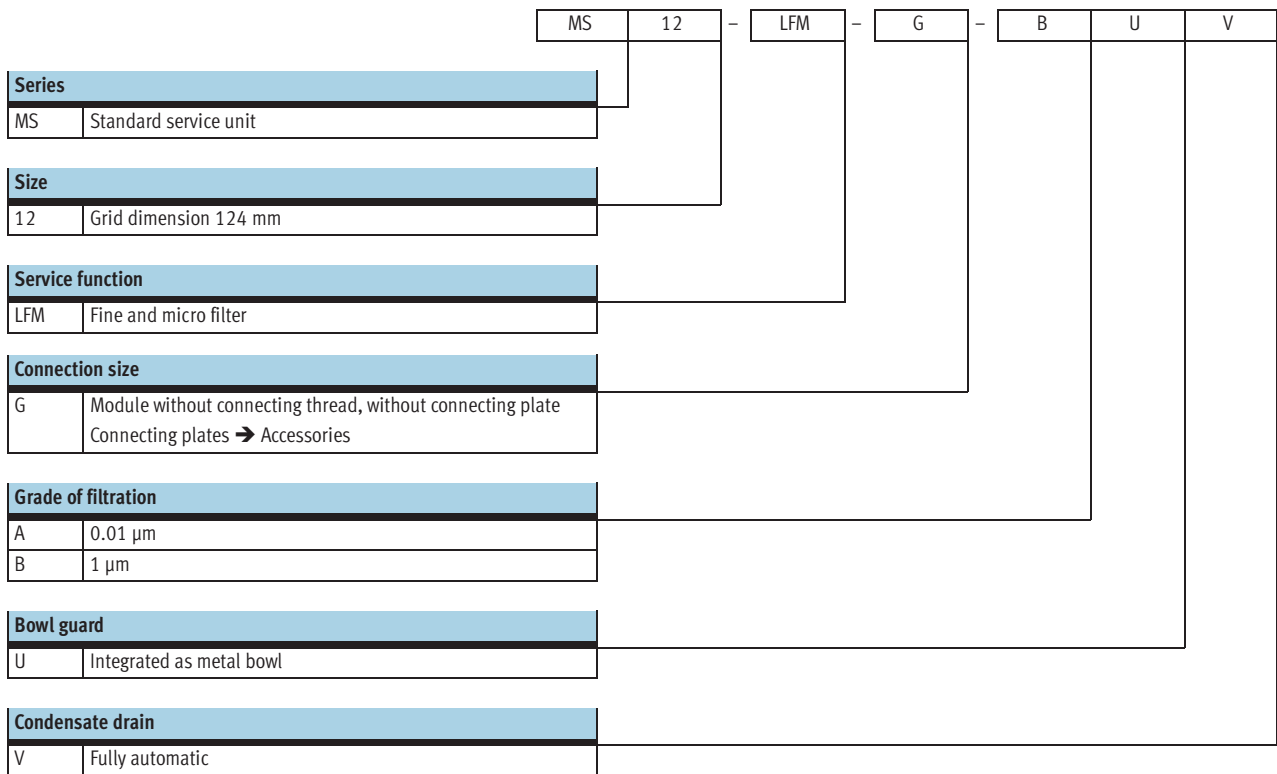 MS 12 – LFM – G – B U V
Series
MS Standard service unit
Size
12 Grid dimension 124 mm
Service function
LFM Fine and micro filter
Connection size
G Module without connecting thread, without connecting plate
Connecting plates ➔ Accessories
Grade of filtration
A 0.01 µm
B 1 µm
Bowl guard
U Integrated as metal bowl
Condensate drain
V Fully automatic